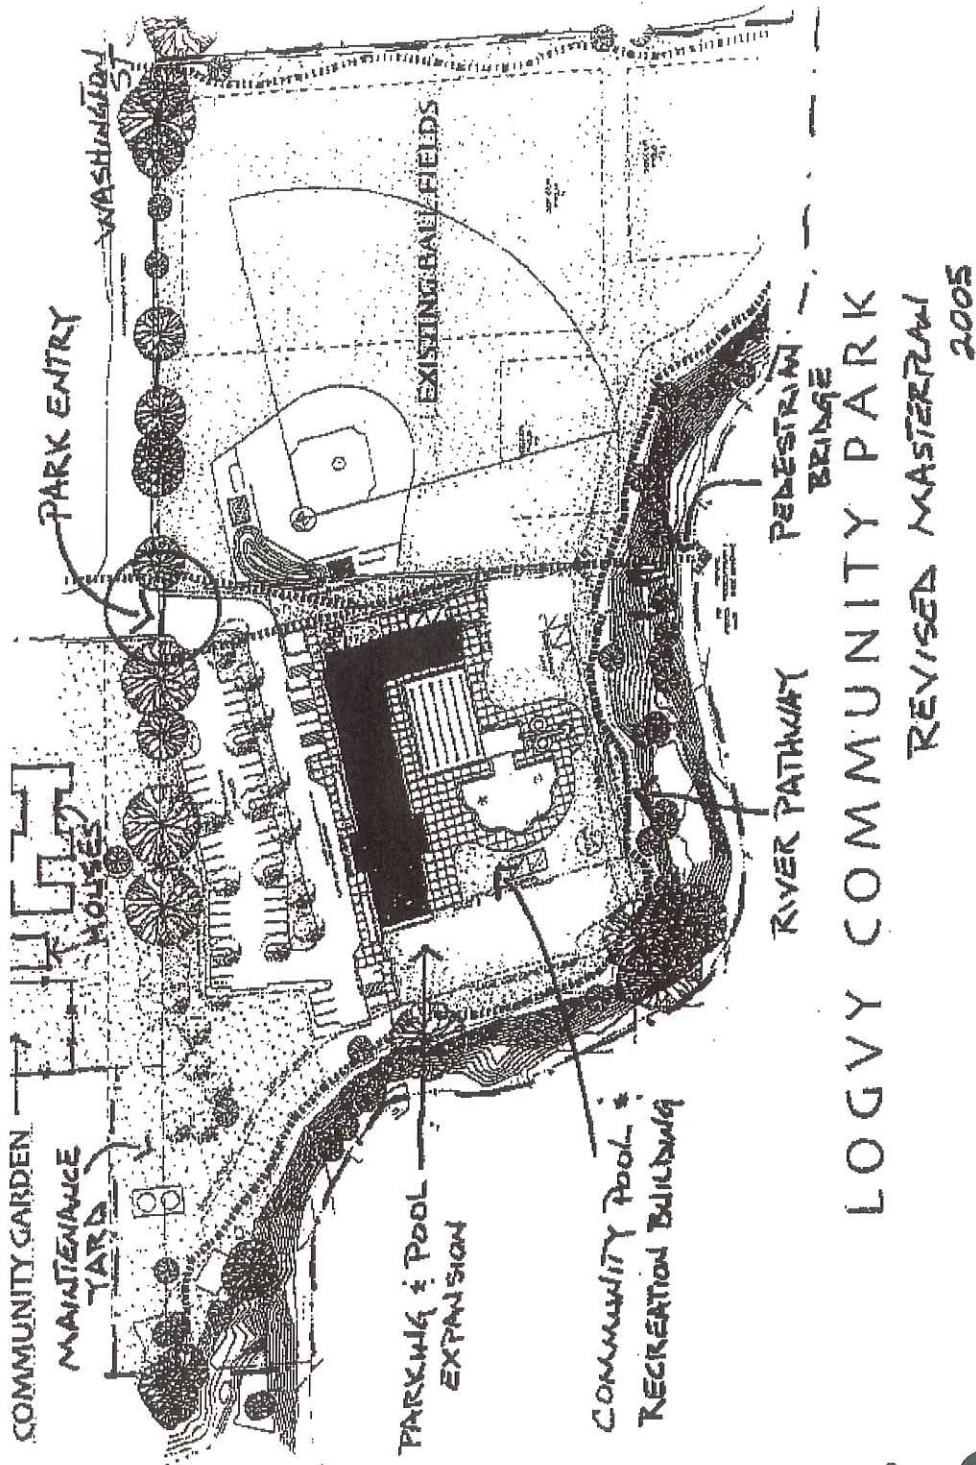 COMMUNITY GARDEN
MAINTENANCE
YARD
HOUSES
PARK ENTRY
WASHINGTON
ST
EXISTING BALL FIELDS
PARKING & POOL
EXPANSION
COMMUNITY POOL &
RECREATION BUILDING
RIVER PATHWAY
PEDESTRIAN
BRIDGE
LOGVY COMMUNITY PARK
REVISED MASTERPLAN
2005